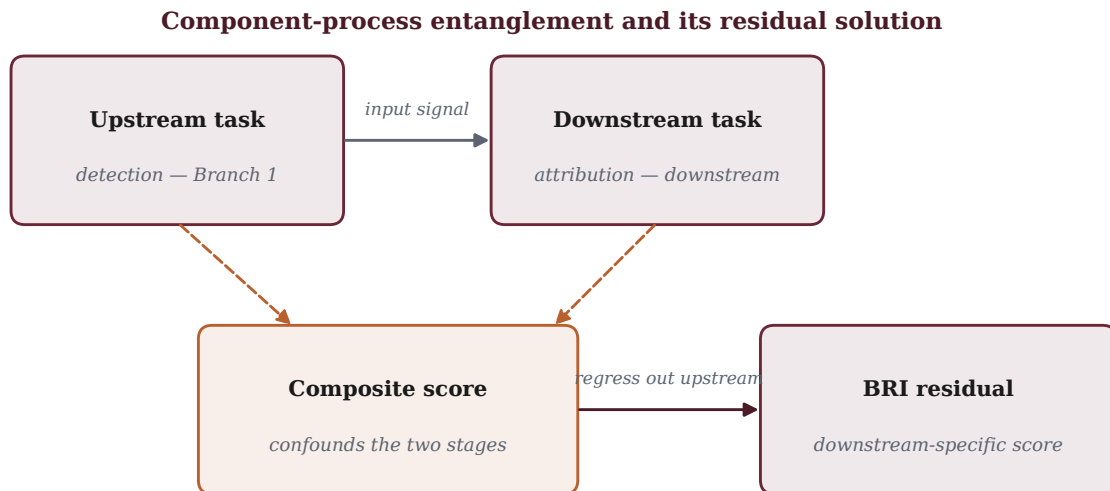 Component-process entanglement and its residual solution
Upstream task
detection — Branch 1
input signal
Downstream task
attribution — downstream
Composite score
confounds the two stages
regress out upstream
BRI residual
downstream-specific score